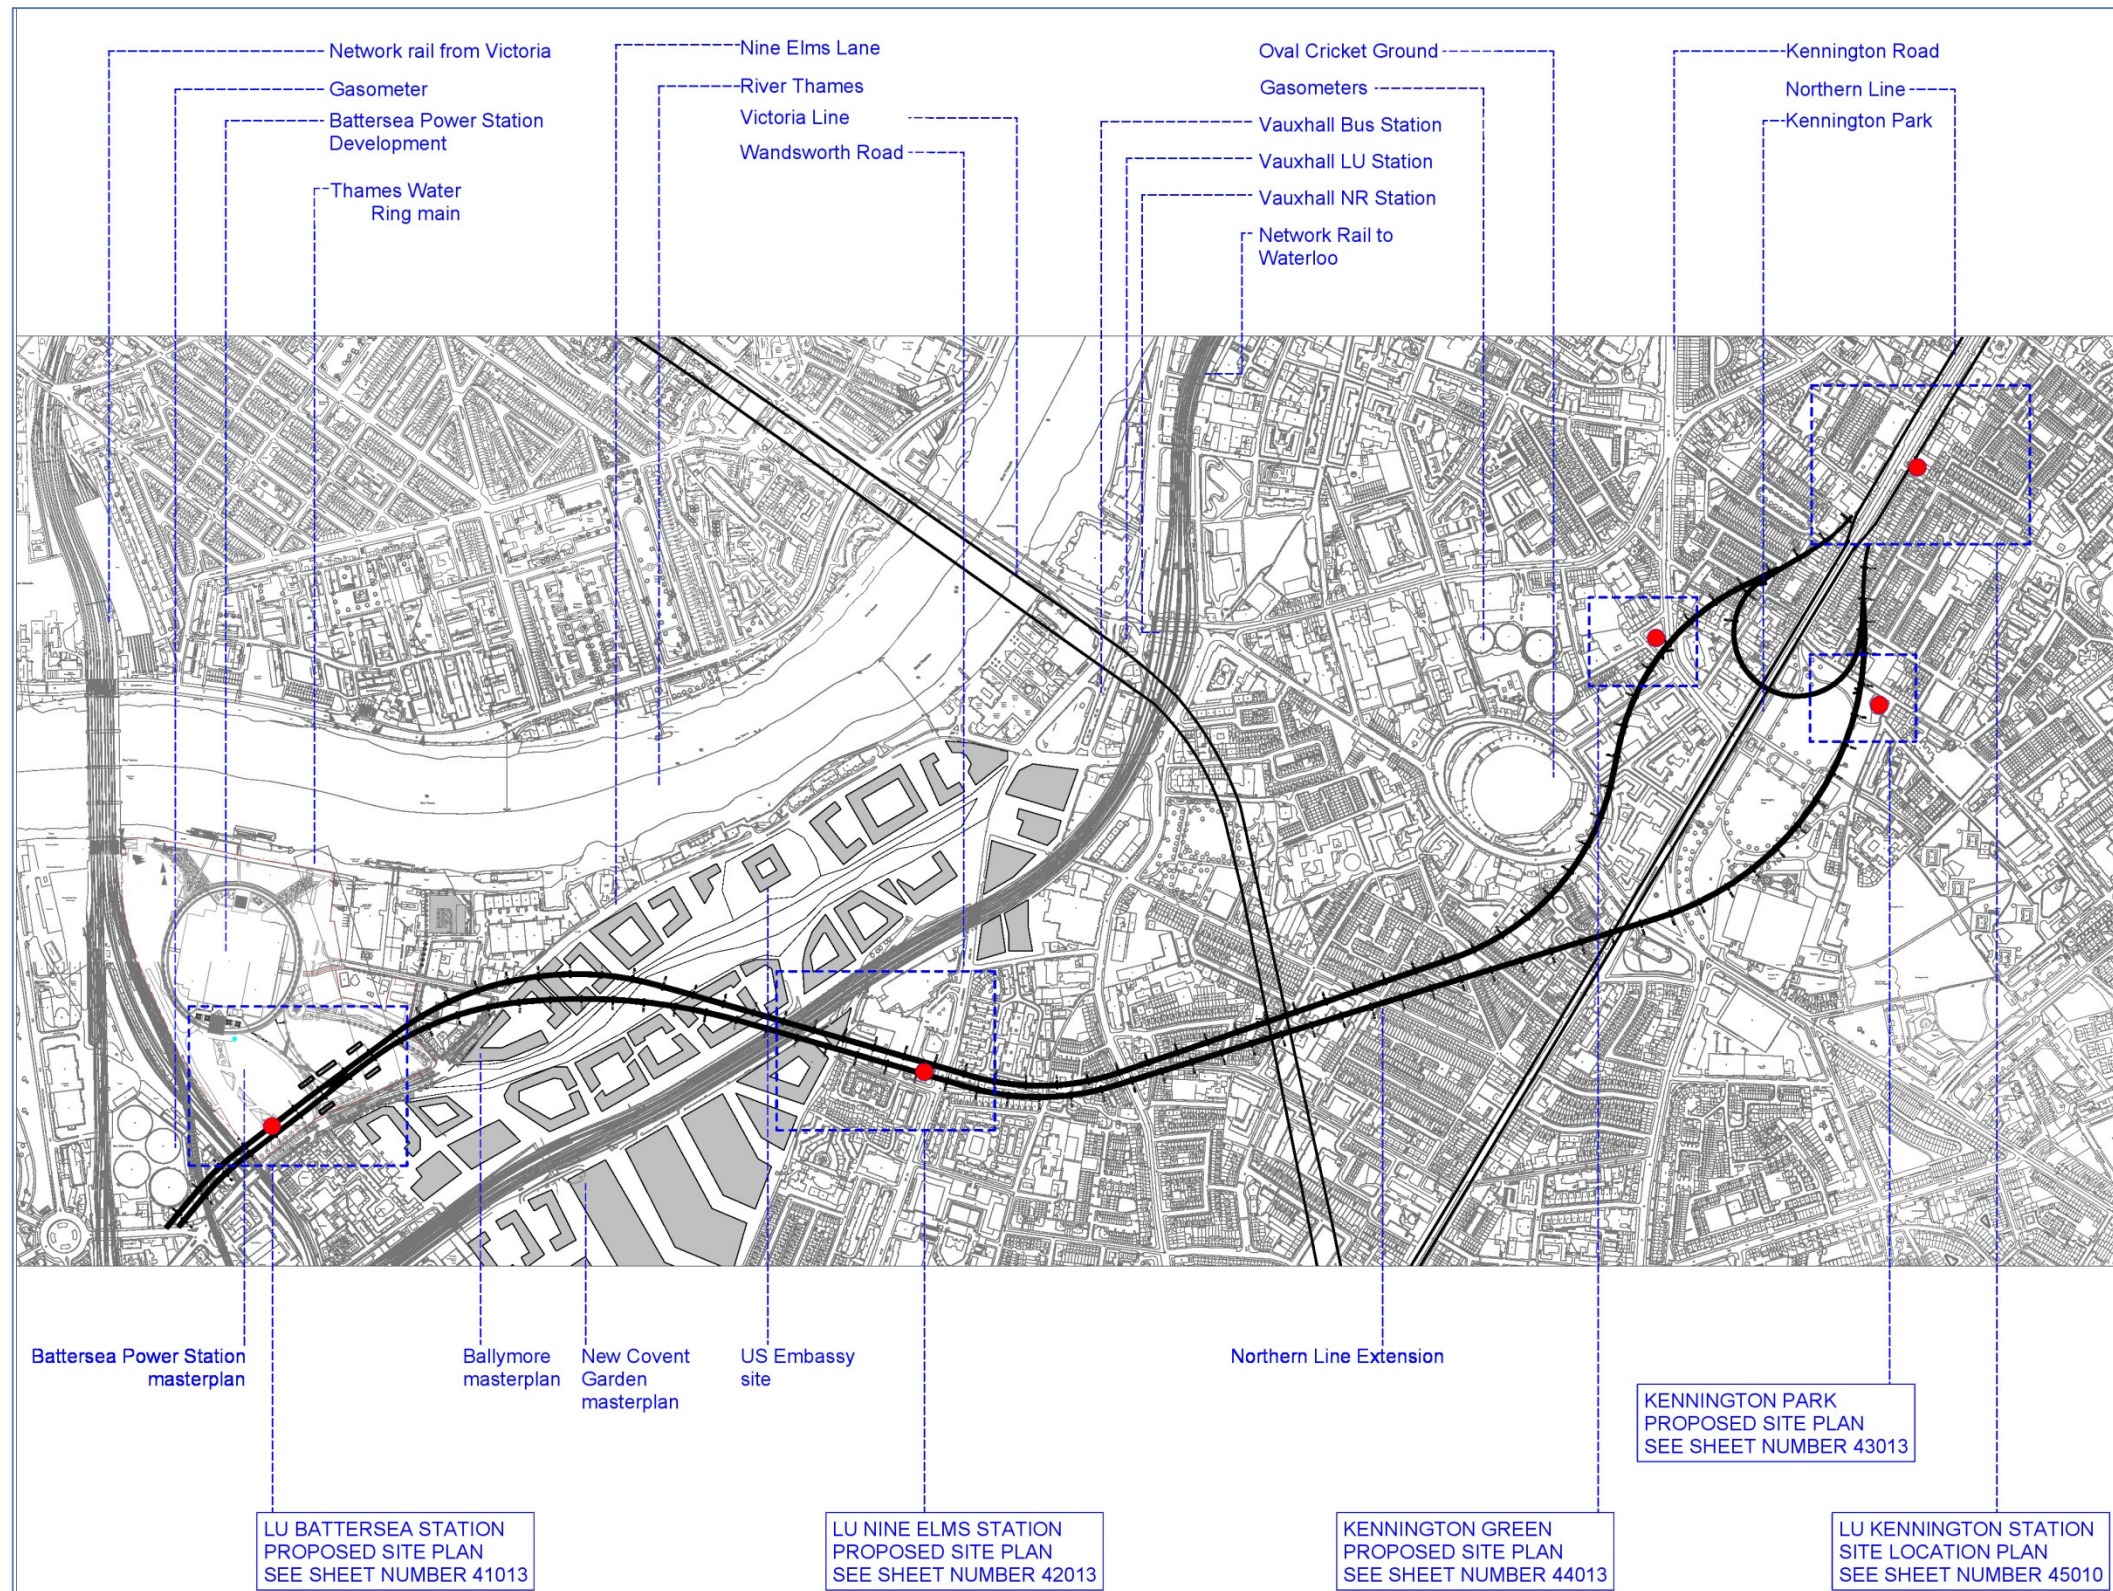 Network rail from Victoria
Gasometer
Battersea Power Station
Development
Thames Water
Ring main
Nine Elms Lane
River Thames
Victoria Line
Wandsworth Road
Oval Cricket Ground
Gasometers
Vauxhall Bus Station
Vauxhall LU Station
Vauxhall NR Station
Network Rail to
Waterloo
Kennington Road
Northern Line
Kennington Park
Battersea Power Station
masterplan
Ballymore
masterplan
New Covent
Garden
masterplan
US Embassy
site
Northern Line Extension
KENNINGTON PARK
PROPOSED SITE PLAN
SEE SHEET NUMBER 43013
LU BATTERSEA STATION
PROPOSED SITE PLAN
SEE SHEET NUMBER 41013
LU NINE ELMS STATION
PROPOSED SITE PLAN
SEE SHEET NUMBER 42013
KENNINGTON GREEN
PROPOSED SITE PLAN
SEE SHEET NUMBER 44013
LU KENNINGTON STATION
SITE LOCATION PLAN
SEE SHEET NUMBER 45010